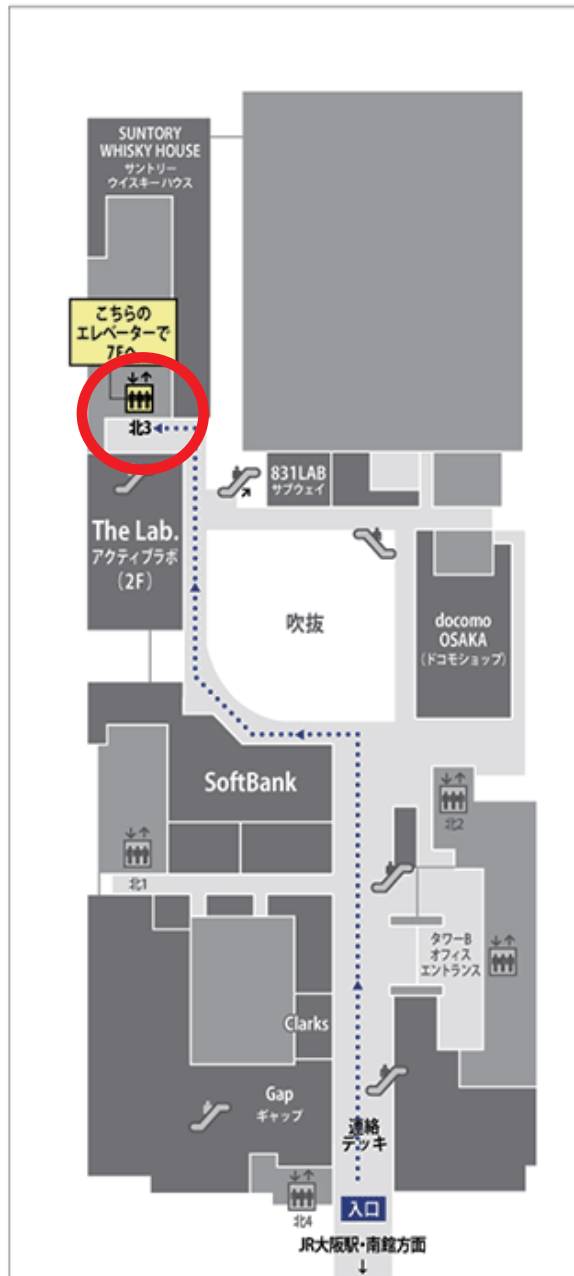 SUNTORY
WHISKY HOUSE
サントリー
ウイスキーハウス
こちらの
エレベーターで
7Fへ
北3
831LAB
サブウェイ
The Lab.
アクティブラボ
(2F)
吹抜
docomo
OSAKA
(ドコモショップ)
SoftBank
北2
北1
タワーB
オフィス
エントランス
Clarks
Gap
ギャップ
連絡
デッキ
北4
入口
JR大阪駅・南館方面